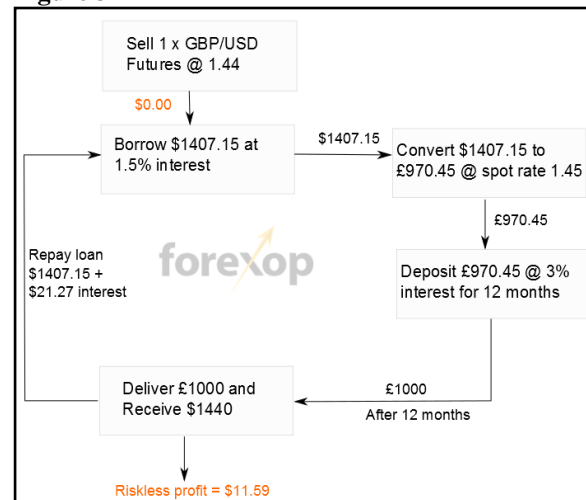 Sell 1 x GBP/USD
Futures @ 1.44
$0.00
Borrow $1407.15 at
1.5% interest
$1407.15
Convert $1407.15 to
£970.45 @ spot rate 1.45
£970.45
Repay loan
$1407.15 +
$21.27 interest
forexop
Deposit £970.45 @ 3%
interest for 12 months
Deliver £1000 and
Receive $1440
£1000
After 12 months
Riskless profit = $11.59